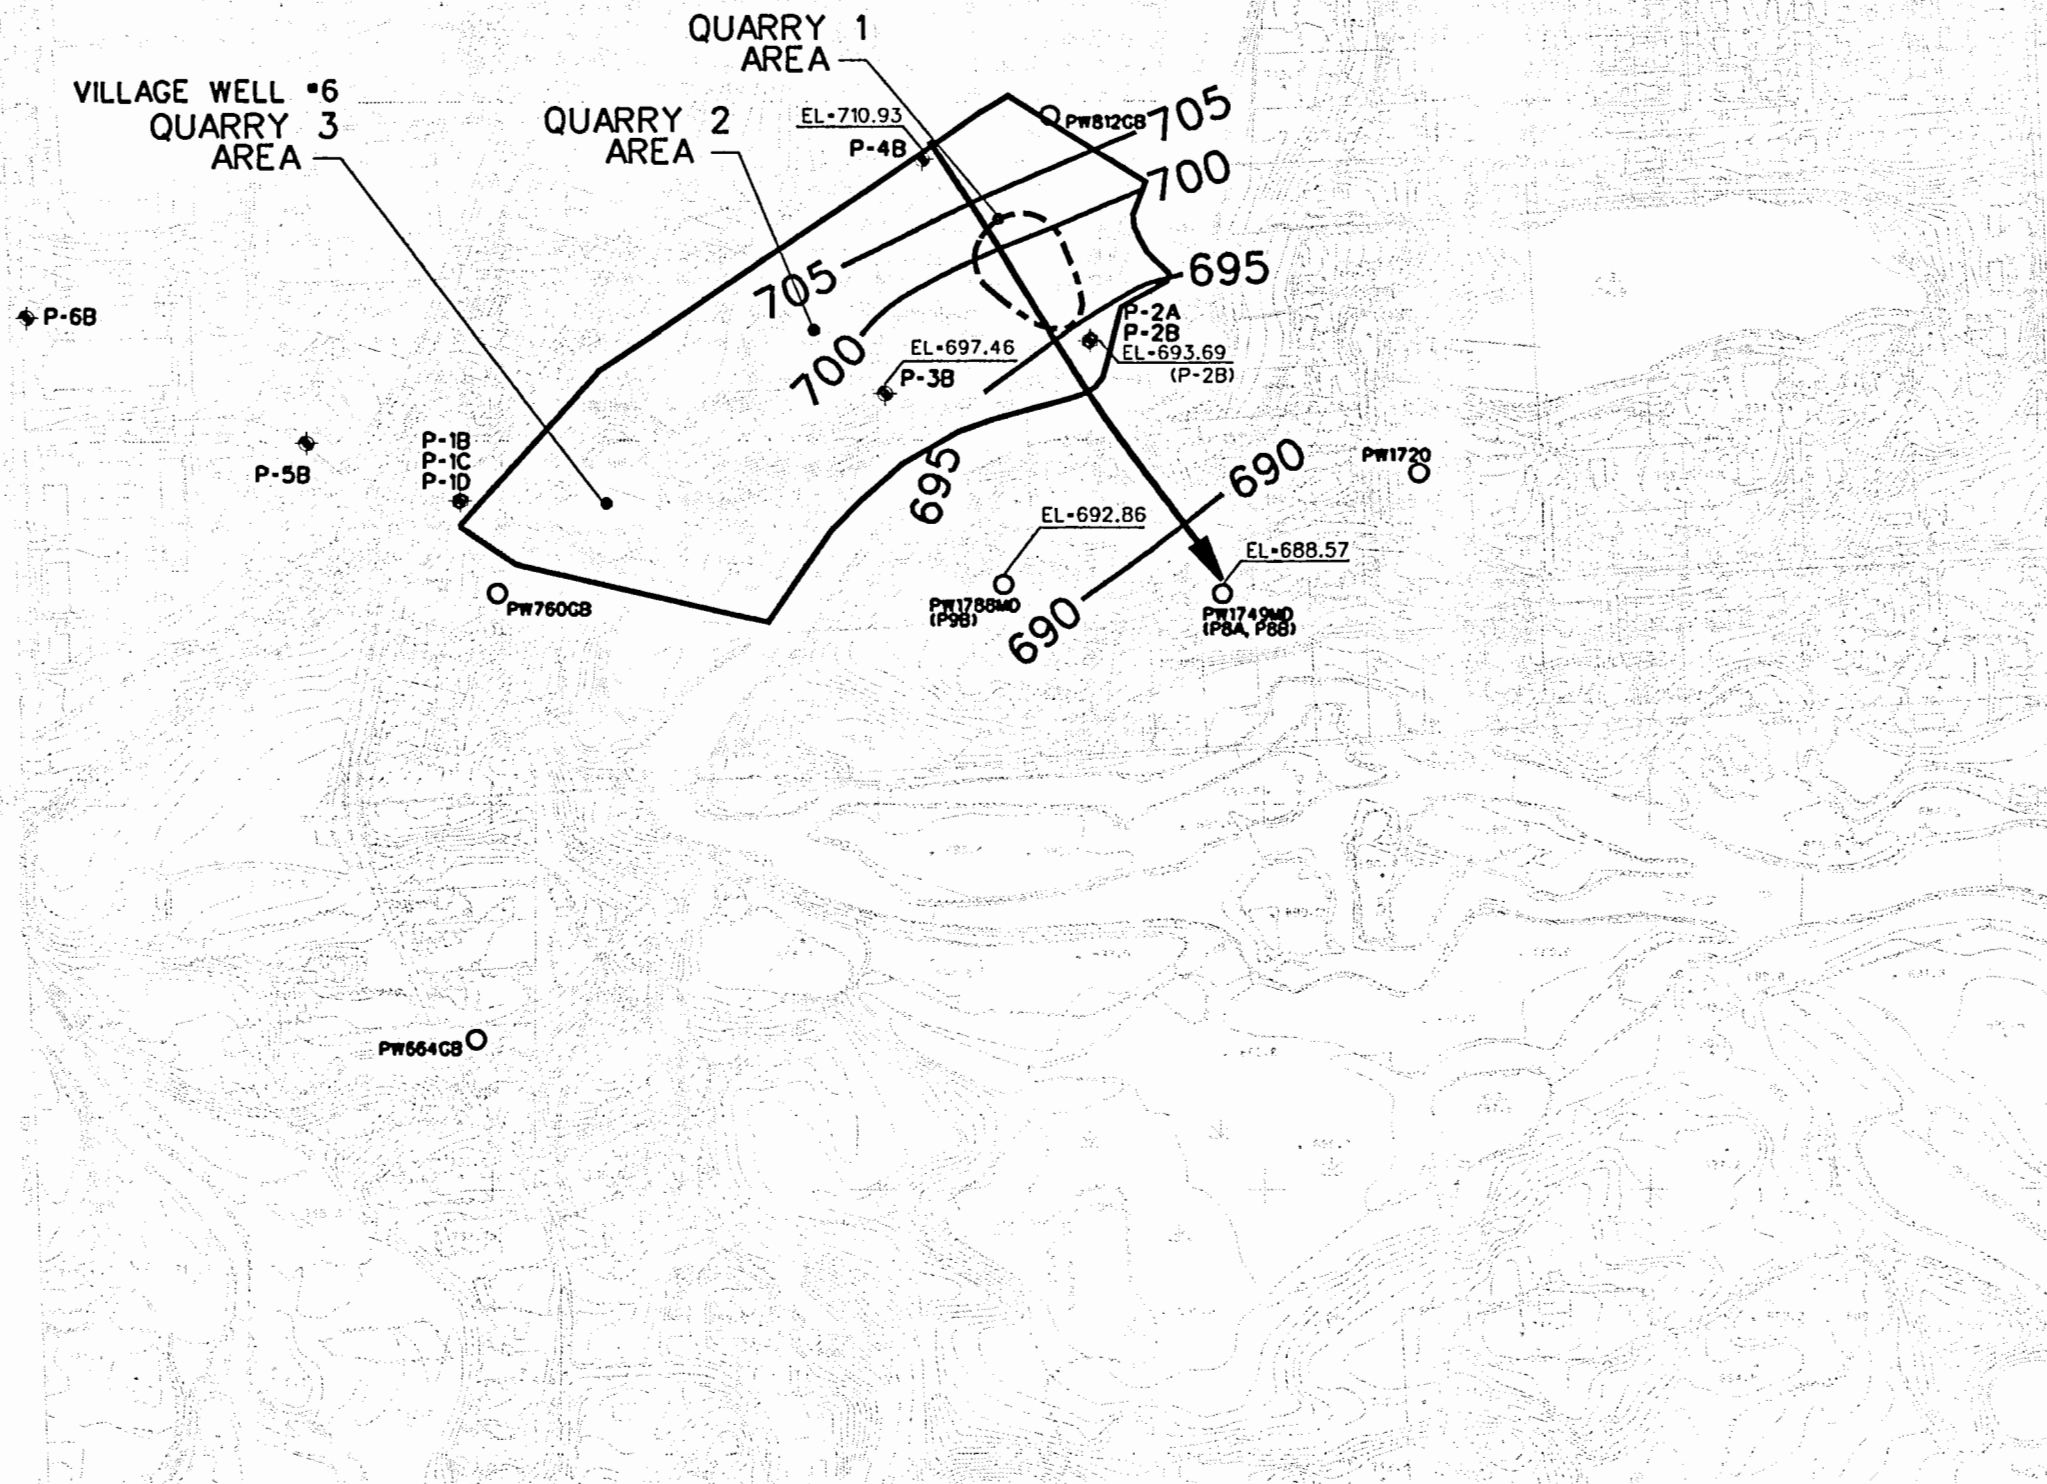 QUARRY 1
AREA
VILLAGE WELL #6
QUARRY 3
AREA
QUARRY 2
AREA
EL=710.93
P-4B
PW812CB
705
700
705
695
P-6B
P-2A
P-2B
EL=693.69
(P-2B)
EL=697.46
P-3B
700
P-5B
P-1B
P-1C
P-1D
695
690
PW1720
EL=692.86
EL=688.57
PW760CB
PW1788MD
(P9B)
690
PW1749MD
(P8A, P8B)
PW664CB